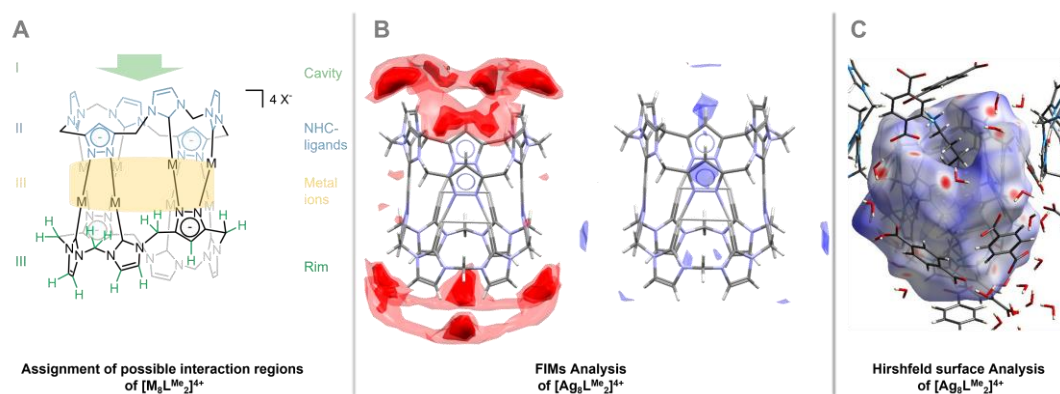 A
B
C
I
Cavity
4 X⁻
II
NHC-
ligands
N N N N N N
N N N N
M M M M
III
Metal
ions
M M M M
N N N N
H H H H H
N N N N N N
III
Rim
H H H H
Assignment of possible interaction regions
of [M₈Lᴹᵉ₂]⁴⁺
FIMs Analysis
of [Ag₈Lᴹᵉ₂]⁴⁺
Hirshfeld surface Analysis
of [Ag₈Lᴹᵉ₂]⁴⁺